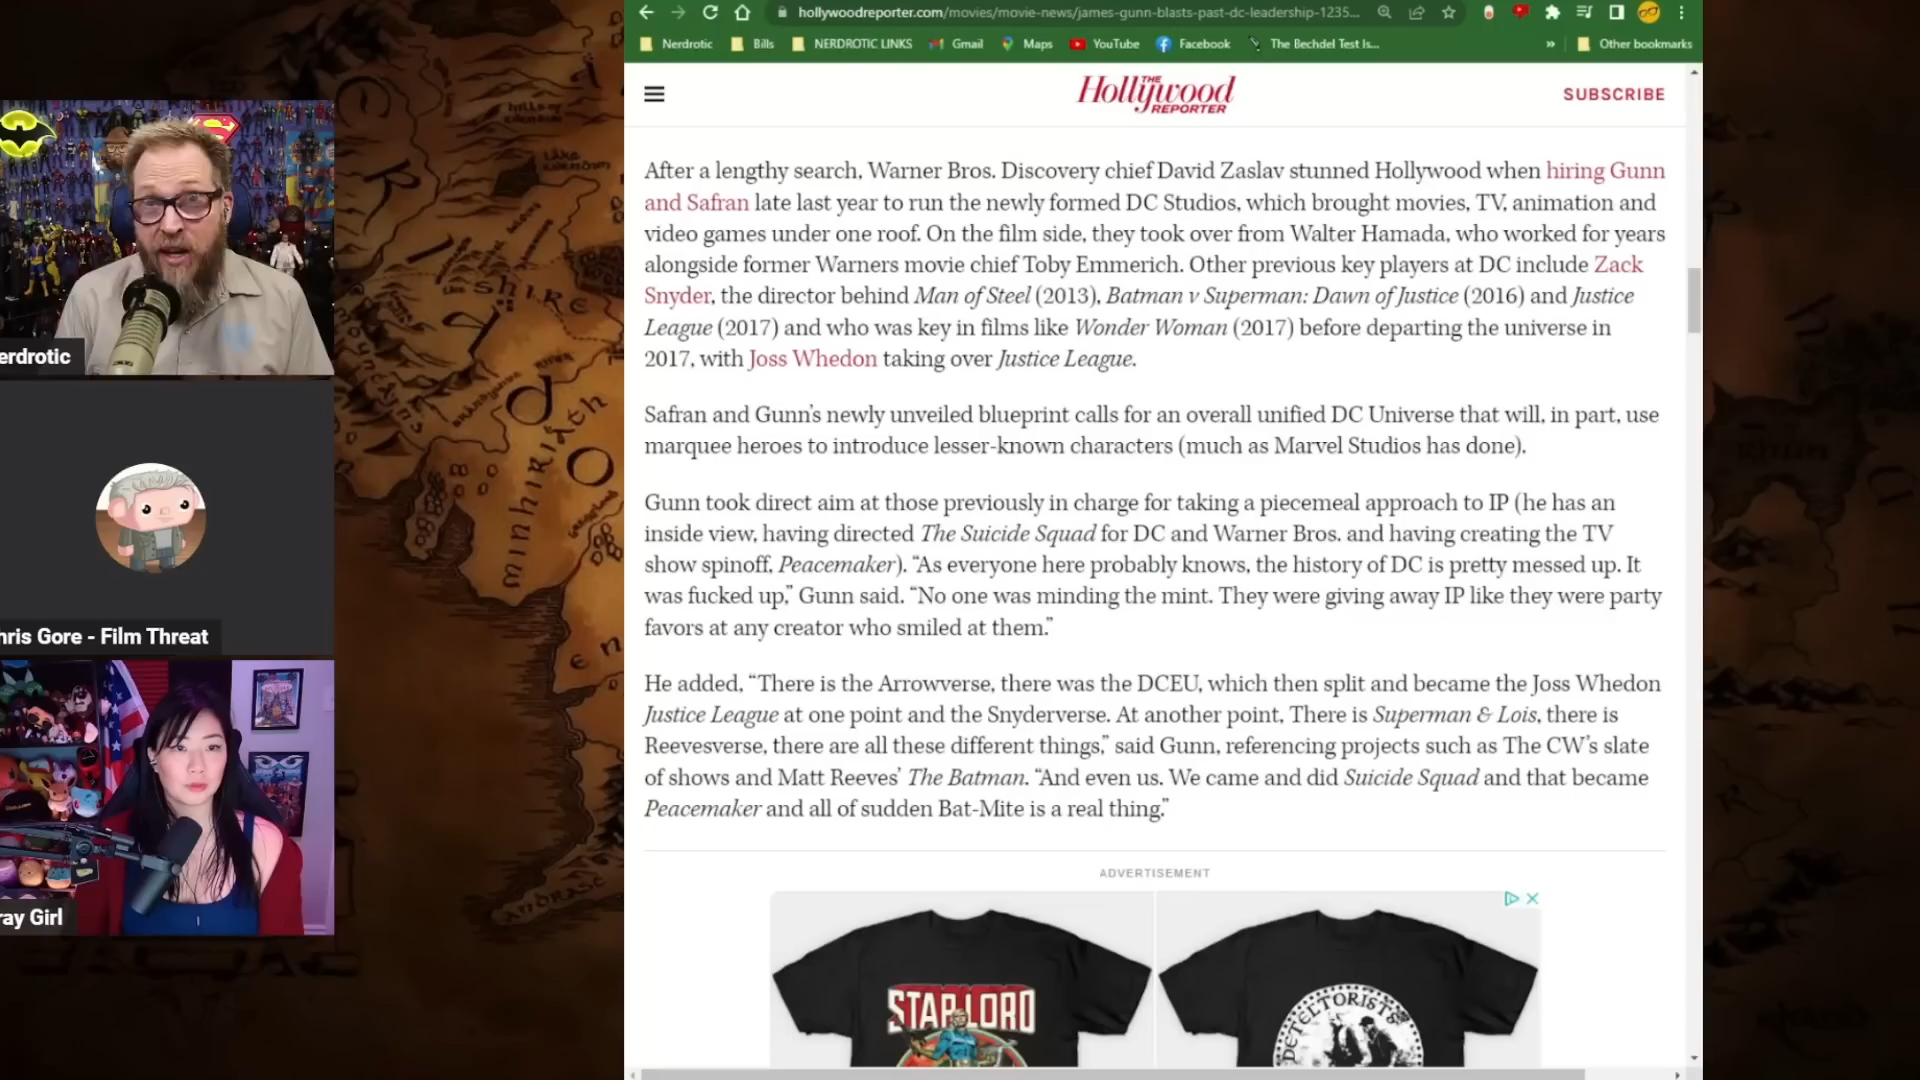 hollywoodreporter.com/movies/movie-news/james-gunn-blasts-past-dc-leadership-1235...
Nerdrotic Bills NERDROTIC LINKS Gmail Maps YouTube Facebook The Bechdel Test Is... » Other bookmarks
THE Hollywood REPORTER
SUBSCRIBE
After a lengthy search, Warner Bros. Discovery chief David Zaslav stunned Hollywood when hiring Gunn
and Safran late last year to run the newly formed DC Studios, which brought movies, TV, animation and
video games under one roof. On the film side, they took over from Walter Hamada, who worked for years
alongside former Warners movie chief Toby Emmerich. Other previous key players at DC include Zack
Snyder, the director behind Man of Steel (2013), Batman v Superman: Dawn of Justice (2016) and Justice
League (2017) and who was key in films like Wonder Woman (2017) before departing the universe in
2017, with Joss Whedon taking over Justice League.
Safran and Gunn's newly unveiled blueprint calls for an overall unified DC Universe that will, in part, use
marquee heroes to introduce lesser-known characters (much as Marvel Studios has done).
Gunn took direct aim at those previously in charge for taking a piecemeal approach to IP (he has an
inside view, having directed The Suicide Squad for DC and Warner Bros. and having creating the TV
show spinoff, Peacemaker). “As everyone here probably knows, the history of DC is pretty messed up. It
was fucked up,” Gunn said. “No one was minding the mint. They were giving away IP like they were party
favors at any creator who smiled at them.”
He added, “There is the Arrowverse, there was the DCEU, which then split and became the Joss Whedon
Justice League at one point and the Snyderverse. At another point, There is Superman & Lois, there is
Reevesverse, there are all these different things,” said Gunn, referencing projects such as The CW’s slate
of shows and Matt Reeves’ The Batman. “And even us. We came and did Suicide Squad and that became
Peacemaker and all of sudden Bat-Mite is a real thing.”
ADVERTISEMENT
STAR-LORD
DETECTORISTS
erdrotic
hris Gore - Film Threat
ray Girl
SHIRE
MINHIRIATH
ANDRAST